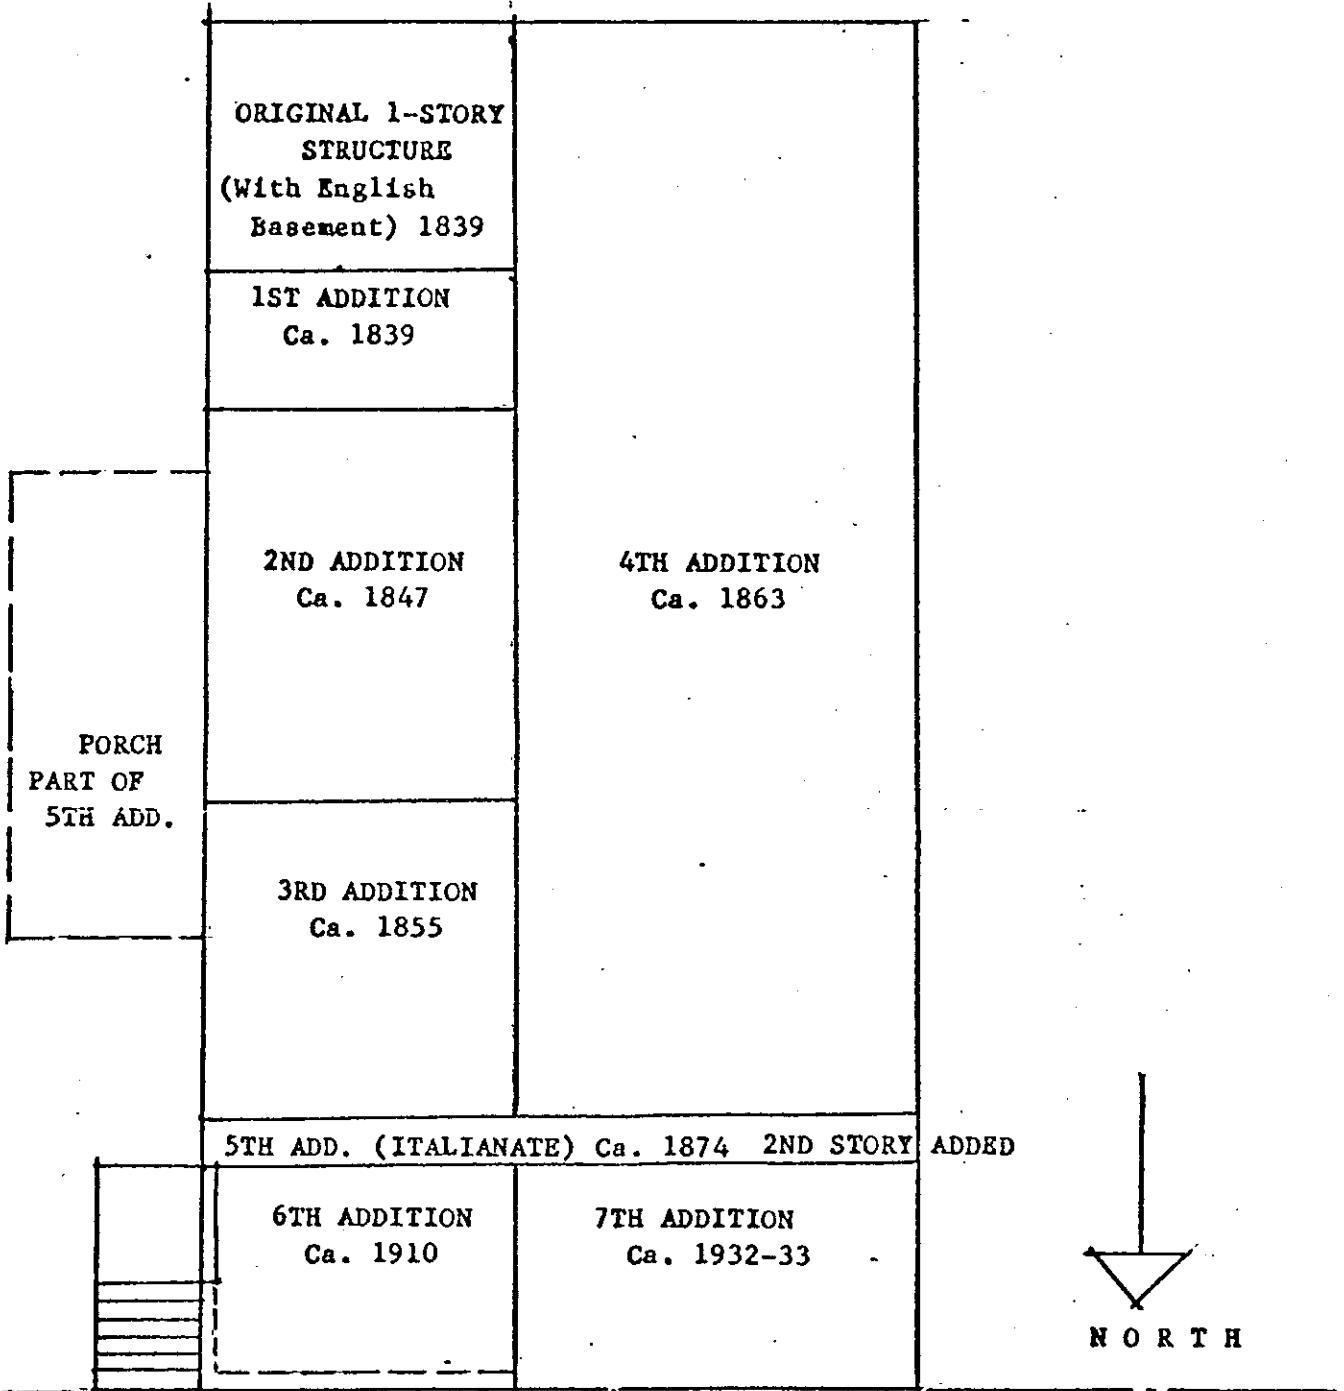 ORIGINAL 1-STORY
STRUCTURE
(With English
Basement) 1839
1ST ADDITION
Ca. 1839
2ND ADDITION
Ca. 1847
4TH ADDITION
Ca. 1863
PORCH
PART OF
5TH ADD.
3RD ADDITION
Ca. 1855
5TH ADD. (ITALIANATE) Ca. 1874 2ND STORY ADDED
6TH ADDITION
Ca. 1910
7TH ADDITION
Ca. 1932-33
NORTH